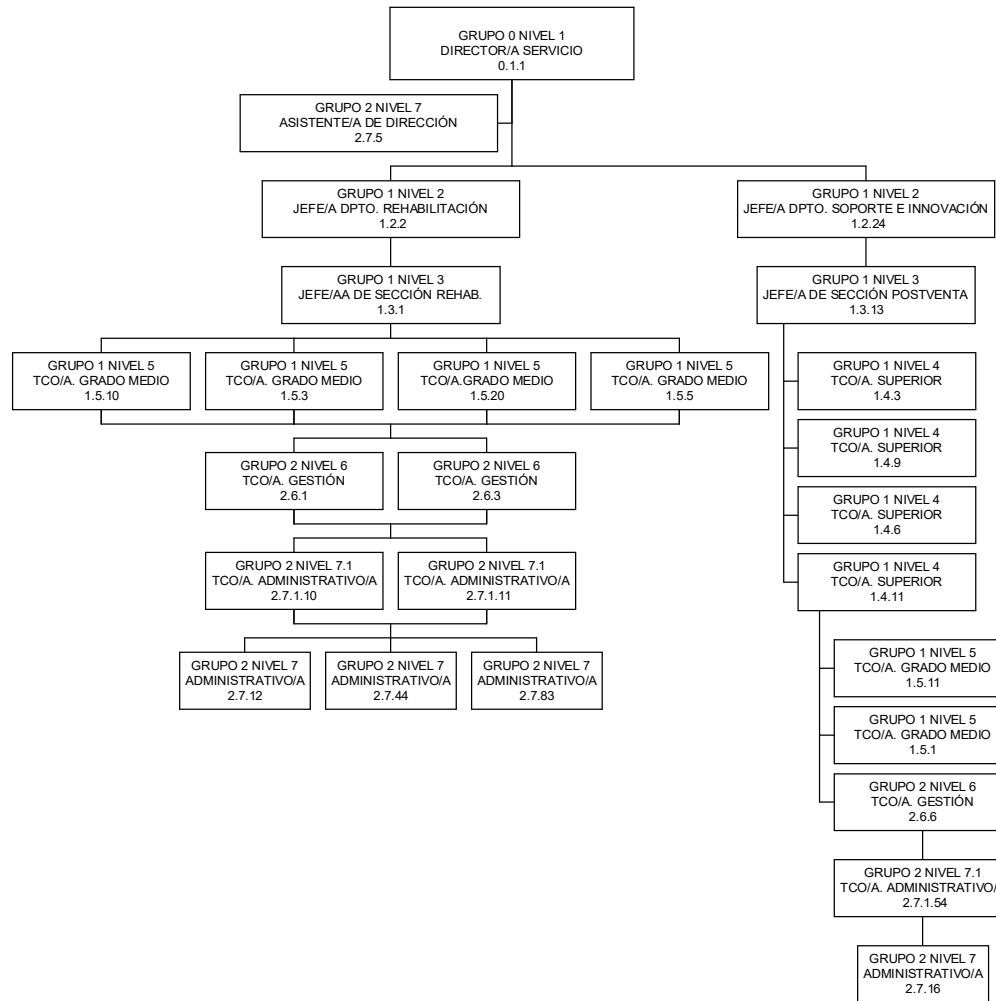 GRUPO 0 NIVEL 1
DIRECTOR/A SERVICIO
0.1.1
GRUPO 2 NIVEL 7
ASISTENTE/A DE DIRECCIÓN
2.7.5
GRUPO 1 NIVEL 2
JEFE/A DPTO. REHABILITACIÓN
1.2.2
GRUPO 1 NIVEL 2
JEFE/A DPTO. SOPORTE E INNOVACIÓN
1.2.24
GRUPO 1 NIVEL 3
JEFE/AA DE SECCIÓN REHAB.
1.3.1
GRUPO 1 NIVEL 3
JEFE/A DE SECCIÓN POSTVENTA
1.3.13
GRUPO 1 NIVEL 5
TCO/A. GRADO MEDIO
1.5.10
GRUPO 1 NIVEL 5
TCO/A. GRADO MEDIO
1.5.3
GRUPO 1 NIVEL 5
TCO/A.GRADO MEDIO
1.5.20
GRUPO 1 NIVEL 5
TCO/A. GRADO MEDIO
1.5.5
GRUPO 2 NIVEL 6
TCO/A. GESTIÓN
2.6.1
GRUPO 2 NIVEL 6
TCO/A. GESTIÓN
2.6.3
GRUPO 2 NIVEL 7.1
TCO/A. ADMINISTRATIVO/A
2.7.1.10
GRUPO 2 NIVEL 7.1
TCO/A. ADMINISTRATIVO/A
2.7.1.11
GRUPO 2 NIVEL 7
ADMINISTRATIVO/A
2.7.12
GRUPO 2 NIVEL 7
ADMINISTRATIVO/A
2.7.44
GRUPO 2 NIVEL 7
ADMINISTRATIVO/A
2.7.83
GRUPO 1 NIVEL 4
TCO/A. SUPERIOR
1.4.3
GRUPO 1 NIVEL 4
TCO/A. SUPERIOR
1.4.9
GRUPO 1 NIVEL 4
TCO/A. SUPERIOR
1.4.6
GRUPO 1 NIVEL 4
TCO/A. SUPERIOR
1.4.11
GRUPO 1 NIVEL 5
TCO/A. GRADO MEDIO
1.5.11
GRUPO 1 NIVEL 5
TCO/A. GRADO MEDIO
1.5.1
GRUPO 2 NIVEL 6
TCO/A. GESTIÓN
2.6.6
GRUPO 2 NIVEL 7.1
TCO/A. ADMINISTRATIVO/
2.7.1.54
GRUPO 2 NIVEL 7
ADMINISTRATIVO/A
2.7.16